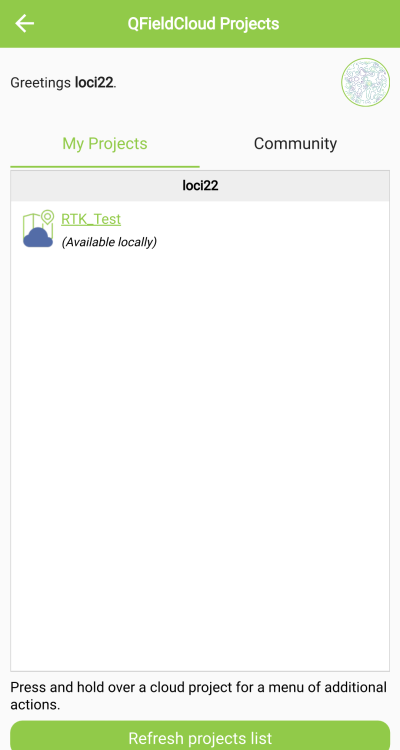 QFieldCloud Projects
Greetings loci22.
My Projects
Community
loci22
RTK_Test
(Available locally)
Press and hold over a cloud project for a menu of additional
actions.
Refresh projects list